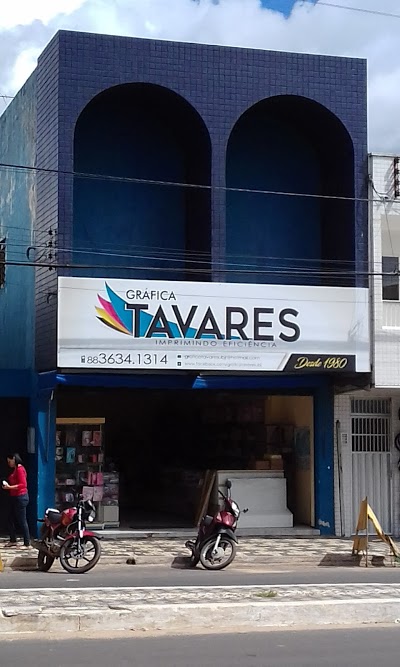 GRÁFICA
TAVARES
IMPRIMINDO EFICIÊNCIA
88 3634.1314
Desde 1980